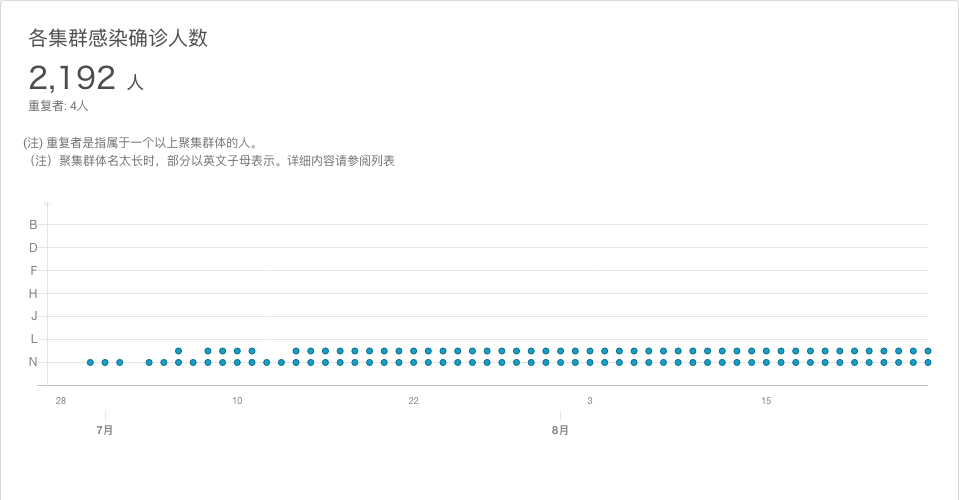 各集群感染确诊人数
2,192 人
重复者: 4人
(注) 重复者是指属于一个以上聚集群体的人。
（注）聚集群体名太长时，部分以英文子母表示。详细内容请参阅列表
B
D
F
H
J
L
N
28 10 22 3 15
7月 8月